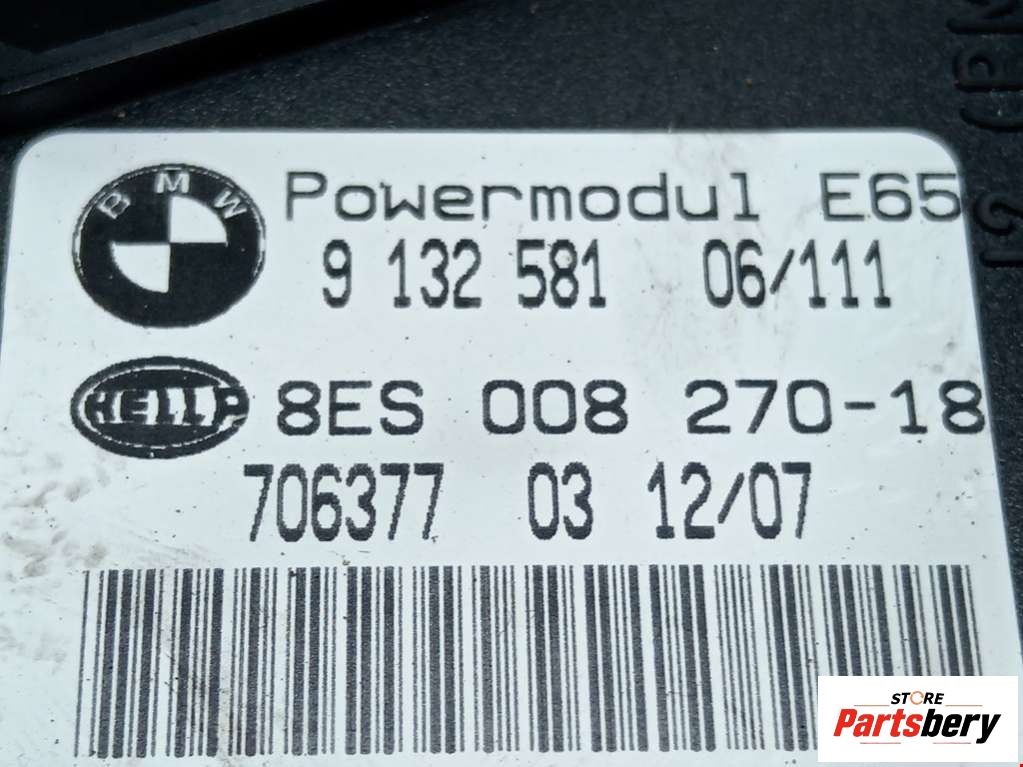 BMW Powermodul E65
9 132 581 06/111
HELLA 8ES 008 270-18
706377 03 12/07
STORE
Partsbery